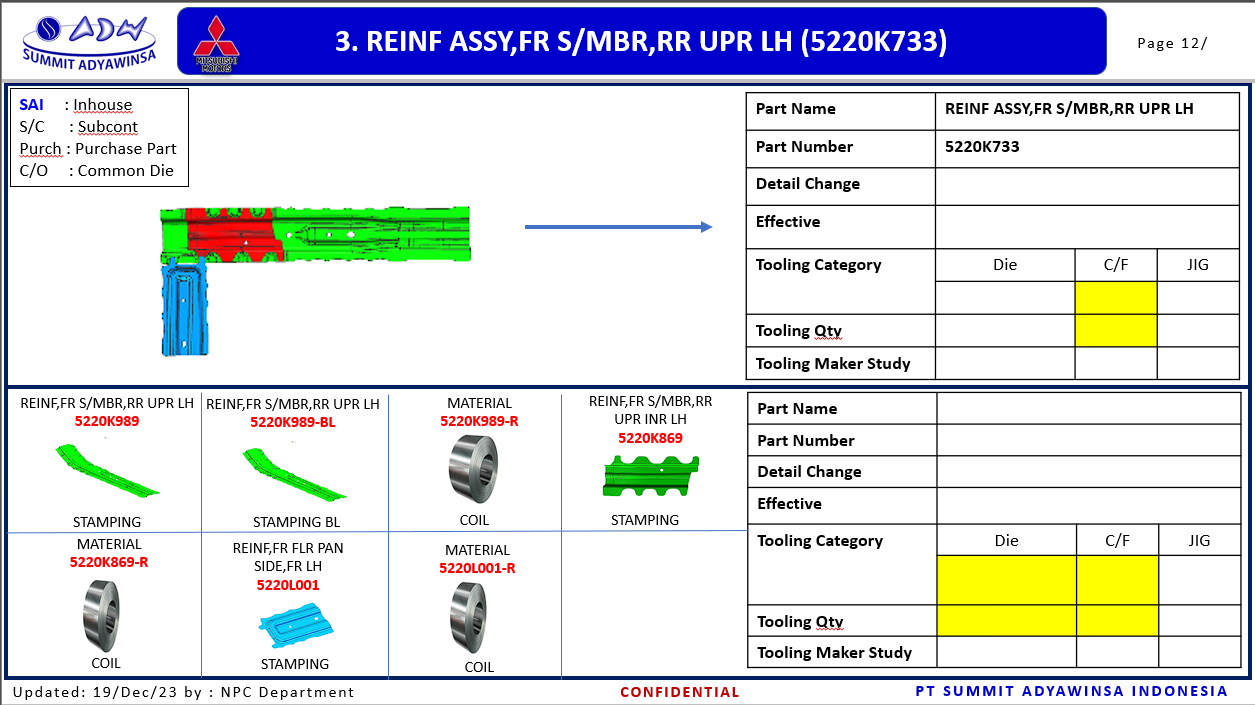 ADW
SUMMIT ADYAWINSA
MITSUBISHI
MOTORS
3. REINF ASSY,FR S/MBR,RR UPR LH (5220K733)
Page 12/
SAI : Inhouse
S/C : Subcont
Purch : Purchase Part
C/O : Common Die
Part Name REINF ASSY,FR S/MBR,RR UPR LH
Part Number 5220K733
Detail Change
Effective
Tooling Category Die C/F JIG
Tooling Qty
Tooling Maker Study
REINF,FR S/MBR,RR UPR LH
5220K989
STAMPING
REINF,FR S/MBR,RR UPR LH
5220K989-BL
STAMPING BL
MATERIAL
5220K989-R
COIL
REINF,FR S/MBR,RR
UPR INR LH
5220K869
STAMPING
MATERIAL
5220K869-R
COIL
REINF,FR FLR PAN
SIDE,FR LH
5220L001
STAMPING
MATERIAL
5220L001-R
COIL
Part Name
Part Number
Detail Change
Effective
Tooling Category Die C/F JIG
Tooling Qty
Tooling Maker Study
Updated: 19/Dec/23 by : NPC Department
CONFIDENTIAL
PT SUMMIT ADYAWINSA INDONESIA